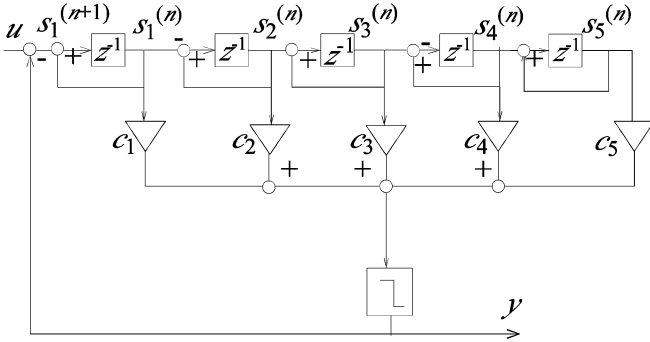 u s₁⁽ⁿ⁺¹⁾ s₁⁽ⁿ⁾ s₂⁽ⁿ⁾ s₃⁽ⁿ⁾ s₄⁽ⁿ⁾ s₅⁽ⁿ⁾
- + z⁻¹ - + z⁻¹ + z⁻¹ - + z⁻¹ + z⁻¹
c₁ c₂ c₃ c₄ c₅
+ + +
y